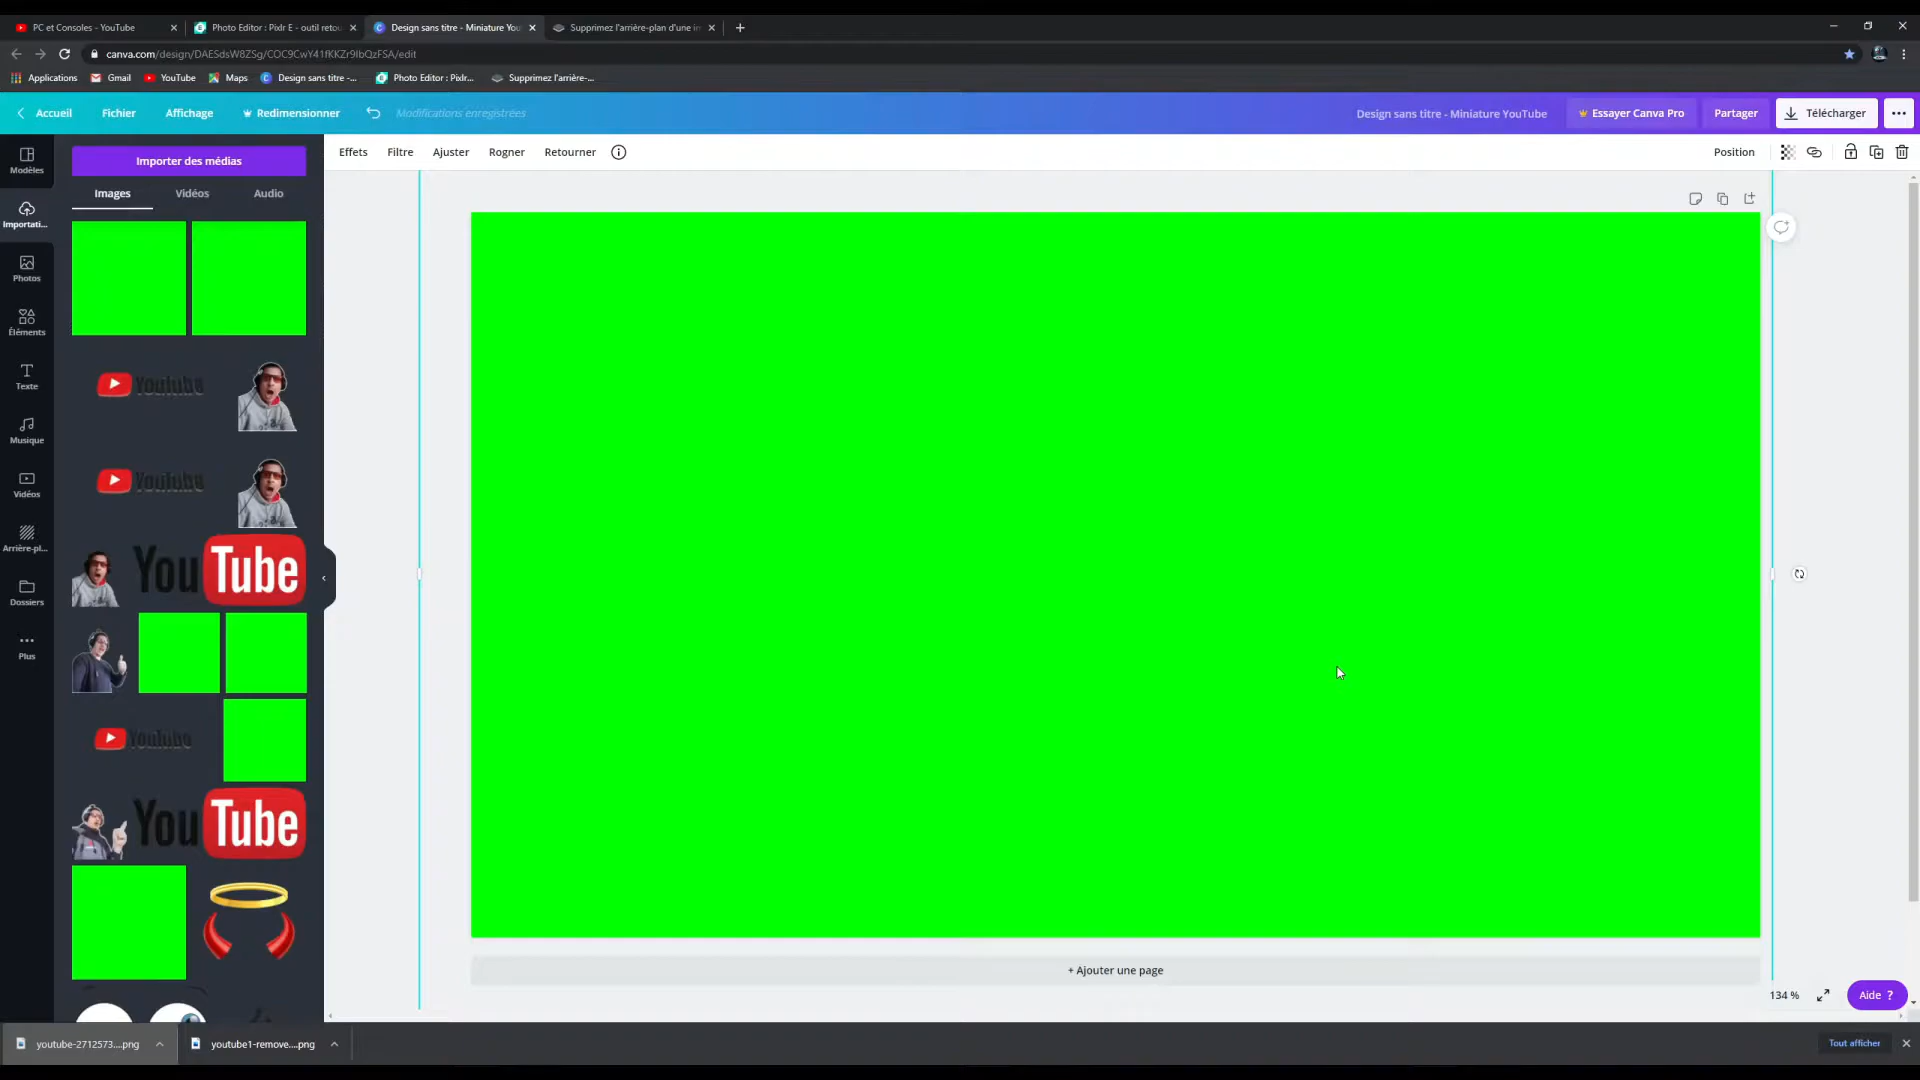 PC et Consoles - YouTube
Photo Editor : Pixlr E - outil retou
Design sans titre - Miniature You
Supprimez l'arrière-plan d'une im
canva.com/design/DAESdsW8ZSg/COC9CwY41fKKZr9IbQzFSA/edit
Applications
Gmail
YouTube
Maps
Design sans titre -...
Photo Editor : Pixlr...
Supprimez l'arrière-...
Accueil
Fichier
Affichage
Redimensionner
Modifications enregistrées
Design sans titre - Miniature YouTube
Essayer Canva Pro
Partager
Télécharger
Modèles
Importer des médias
Effets
Filtre
Ajuster
Rogner
Retourner
Position
Images
Vidéos
Audio
Importati...
Photos
Éléments
Texte
Musique
Vidéos
Arrière-pl...
Dossiers
Plus
YouTube
YouTube
YouTube
YouTube
YouTube
+ Ajouter une page
134 %
Aide ?
youtube-2712573....png
youtube1-remove....png
Tout afficher